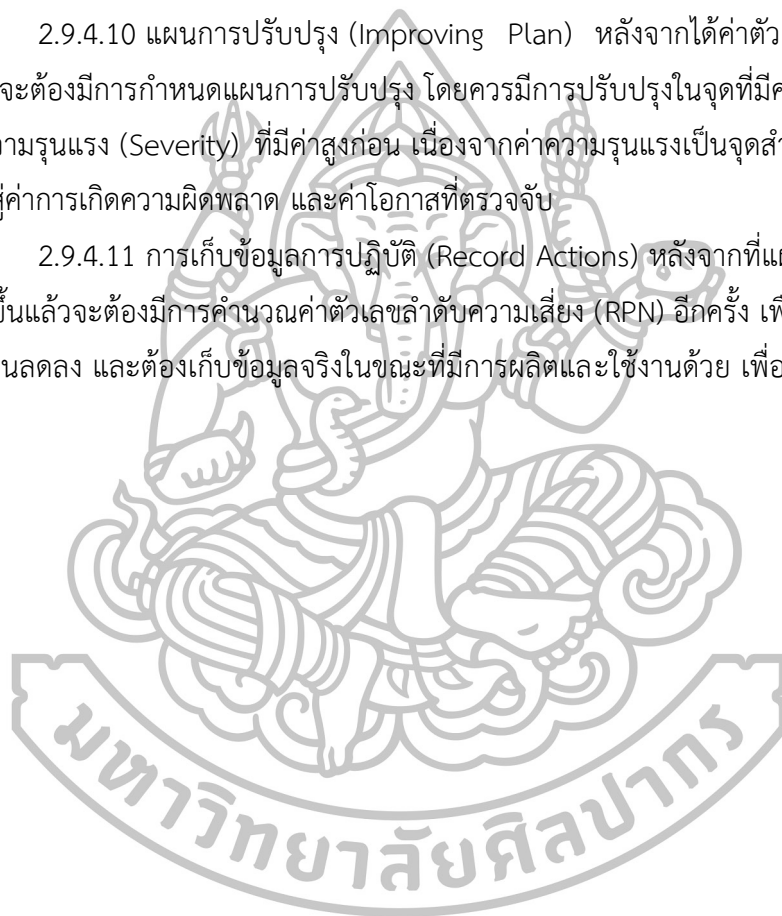 2.9.4.10 แผนการปรับปรุง (Improving Plan) หลังจากได้ค่าตัว
จะต้องมีการกำหนดแผนการปรับปรุง โดยควรมีการปรับปรุงในจุดที่มีค
ามรุนแรง (Severity) ที่มีค่าสูงก่อน เนื่องจากค่าความรุนแรงเป็นจุดสำ
สู่ค่าการเกิดความผิดพลาด และค่าโอกาสที่ตรวจจับ
2.9.4.11 การเก็บข้อมูลการปฏิบัติ (Record Actions) หลังจากที่แผ
ขึ้นแล้วจะต้องมีการคำนวณค่าตัวเลขลำดับความเสี่ยง (RPN) อีกครั้ง เพื
นลดลง และต้องเก็บข้อมูลจริงในขณะที่มีการผลิตและใช้งานด้วย เพื่อ
มหาวิทยาลัยศิลปากร